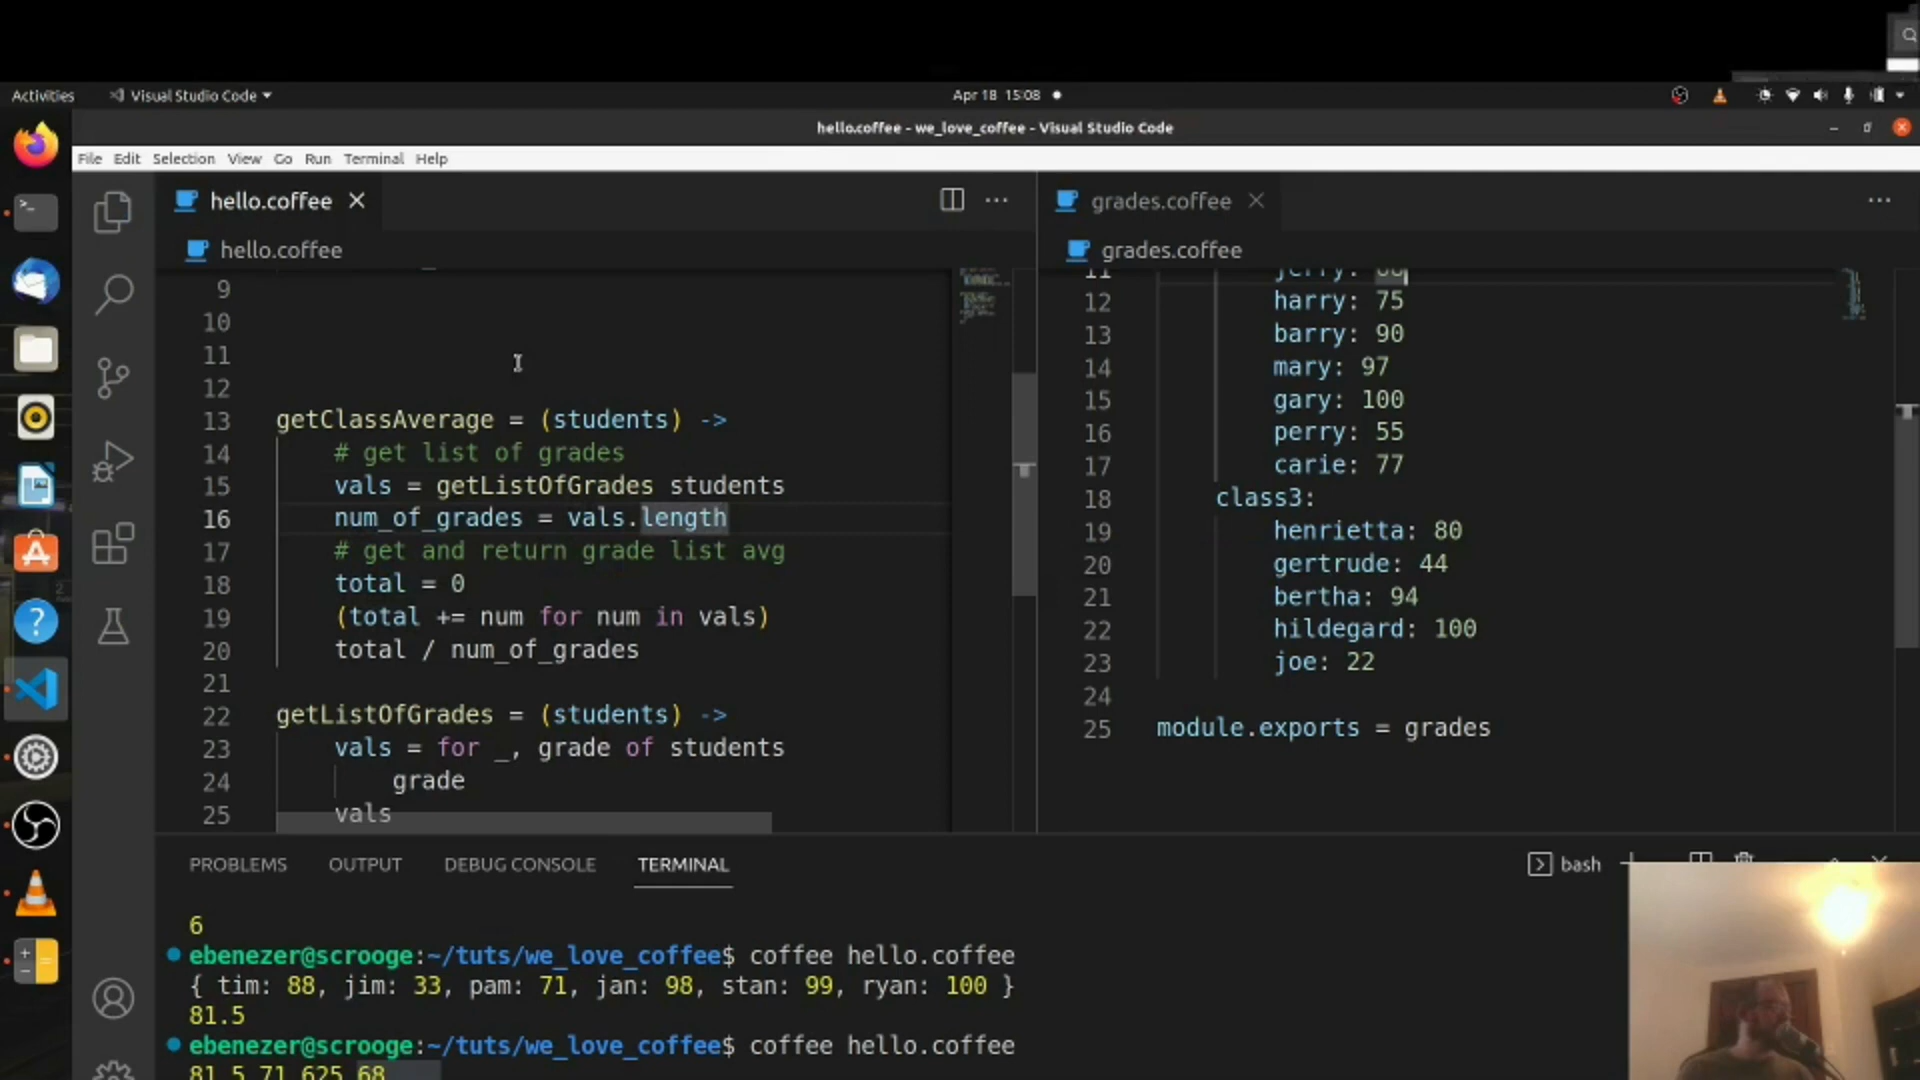 Activities
Visual Studio Code
Apr 18 15:08
hello.coffee - we_love_coffee - Visual Studio Code
File Edit Selection View Go Run Terminal Help
hello.coffee
hello.coffee
9
10
11
12
13 getClassAverage = (students) ->
14 # get list of grades
15 vals = getListOfGrades students
16 num_of_grades = vals.length
17 # get and return grade list avg
18 total = 0
19 (total += num for num in vals)
20 total / num_of_grades
21
22 getListOfGrades = (students) ->
23 vals = for _, grade of students
24 grade
25 vals
grades.coffee
grades.coffee
11 jerry:
12 harry: 75
13 barry: 90
14 mary: 97
15 gary: 100
16 perry: 55
17 carie: 77
18 class3:
19 henrietta: 80
20 gertrude: 44
21 bertha: 94
22 hildegard: 100
23 joe: 22
24
25 module.exports = grades
PROBLEMS OUTPUT DEBUG CONSOLE TERMINAL
bash
6
ebenezer@scrooge:~/tuts/we_love_coffee$ coffee hello.coffee
{ tim: 88, jim: 33, pam: 71, jan: 98, stan: 99, ryan: 100 }
81.5
ebenezer@scrooge:~/tuts/we_love_coffee$ coffee hello.coffee
81.5 71.625 68